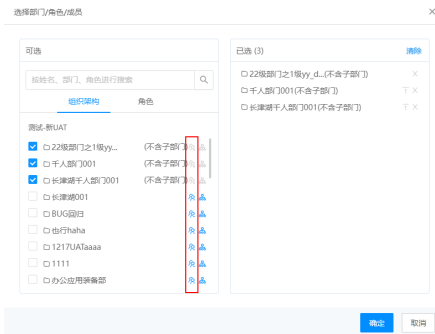 选择部门/角色/成员
可选
按姓名、部门、角色进行搜索
组织架构 角色
测试-新UAT
22级部门之1级yy... (不含子部门)
千人部门001 (不含子部门)
长津湖千人部门001 (不含子部门)
长津湖001
BUG回归
也行haha
1217UATaaaa
1111
办公应用装备部
已选 (3) 清除
22级部门之1级yy_d...(不含子部门)
千人部门001(不含子部门)
长津湖千人部门001(不含子部门)
确定 取消